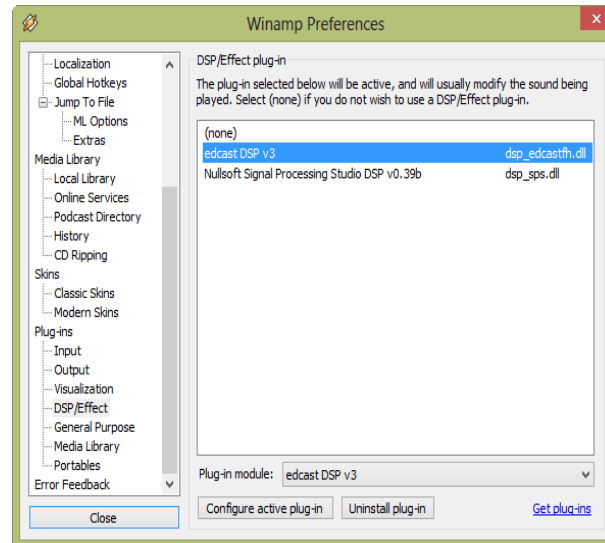 Winamp Preferences
Localization
Global Hotkeys
Jump To File
ML Options
Extras
Media Library
Local Library
Online Services
Podcast Directory
History
CD Ripping
Skins
Classic Skins
Modern Skins
Plug-ins
Input
Output
Visualization
DSP/Effect
General Purpose
Media Library
Portables
Error Feedback
Close
DSP/Effect plug-in
The plug-in selected below will be active, and will usually modify the sound being
played. Select (none) if you do not wish to use a DSP/Effect plug-in.
(none)
edcast DSP v3 dsp_edcastfh.dll
Nullsoft Signal Processing Studio DSP v0.39b dsp_sps.dll
Plug-in module: edcast DSP v3
Configure active plug-in Uninstall plug-in Get plug-ins